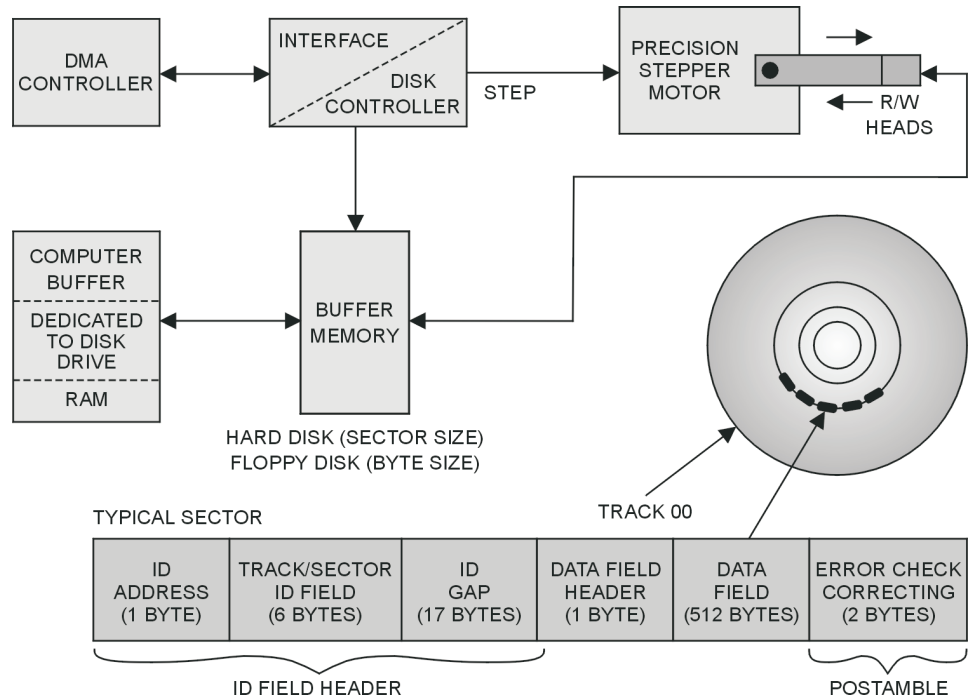 DMA
CONTROLLER
INTERFACE
DISK
CONTROLLER
STEP
PRECISION
STEPPER
MOTOR
R/W
HEADS
COMPUTER
BUFFER
DEDICATED
TO DISK
DRIVE
RAM
BUFFER
MEMORY
HARD DISK (SECTOR SIZE)
FLOPPY DISK (BYTE SIZE)
TRACK 00
TYPICAL SECTOR
ID
ADDRESS
(1 BYTE)
TRACK/SECTOR
ID FIELD
(6 BYTES)
ID
GAP
(17 BYTES)
DATA FIELD
HEADER
(1 BYTE)
DATA
FIELD
(512 BYTES)
ERROR CHECK
CORRECTING
(2 BYTES)
ID FIELD HEADER
POSTAMBLE